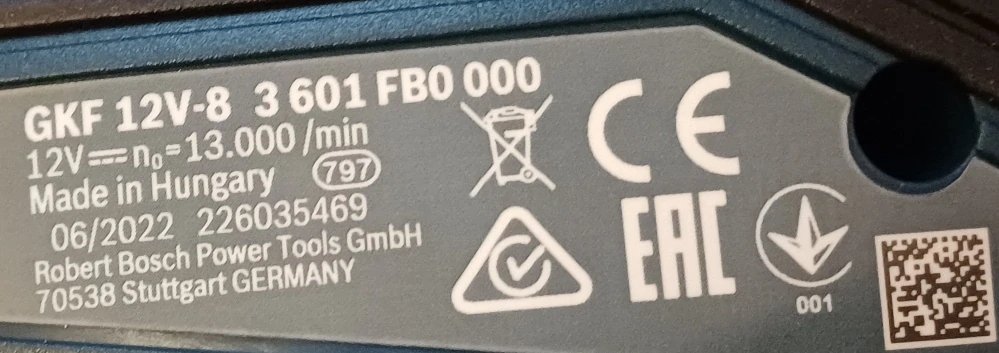 GKF 12V-8 3 601 FB0 000
12V⎓n₀=13.000/min
Made in Hungary 797
06/2022 226035469
Robert Bosch Power Tools GmbH
70538 Stuttgart GERMANY
CE
EAC
001